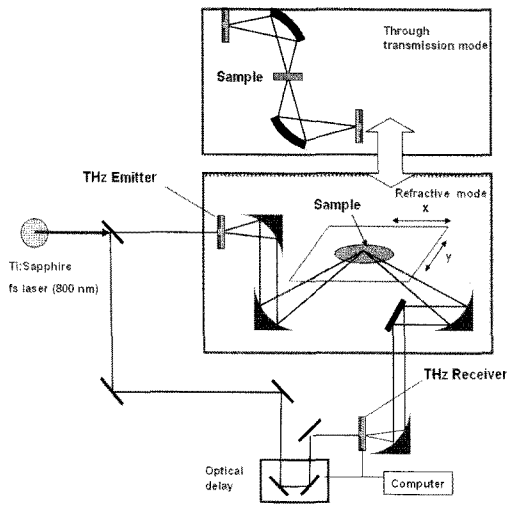 Through
transmission mode
Sample
THz Emitter
Refractive mode
x
Sample
y
Ti:Sapphire
fs laser (800 nm)
THz Receiver
Optical
delay
Computer